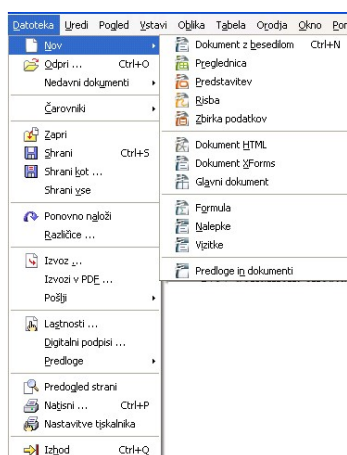 Datoteka Uredi Pogled Vstavi Oblika Tabela Orodja Okno
Nov
Odpri ... Ctrl+O
Nedavni dokumenti
Čarovniki
Zapri
Shrani Ctrl+S
Shrani kot ...
Shrani vse
Ponovno naloži
Različice ...
Izvoz ...
Izvozi v PDF ...
Pošlji
Lastnosti ...
Digitalni podpisi ...
Predloge
Predogled strani
Natisni ... Ctrl+P
Nastavitve tiskalnika
Izhod Ctrl+Q
Dokument z besedilom Ctrl+N
Preglednica
Predstavitev
Risba
Zbirka podatkov
Dokument HTML
Dokument XForms
Glavni dokument
Formula
Nalepke
Vizitke
Predloge in dokumenti